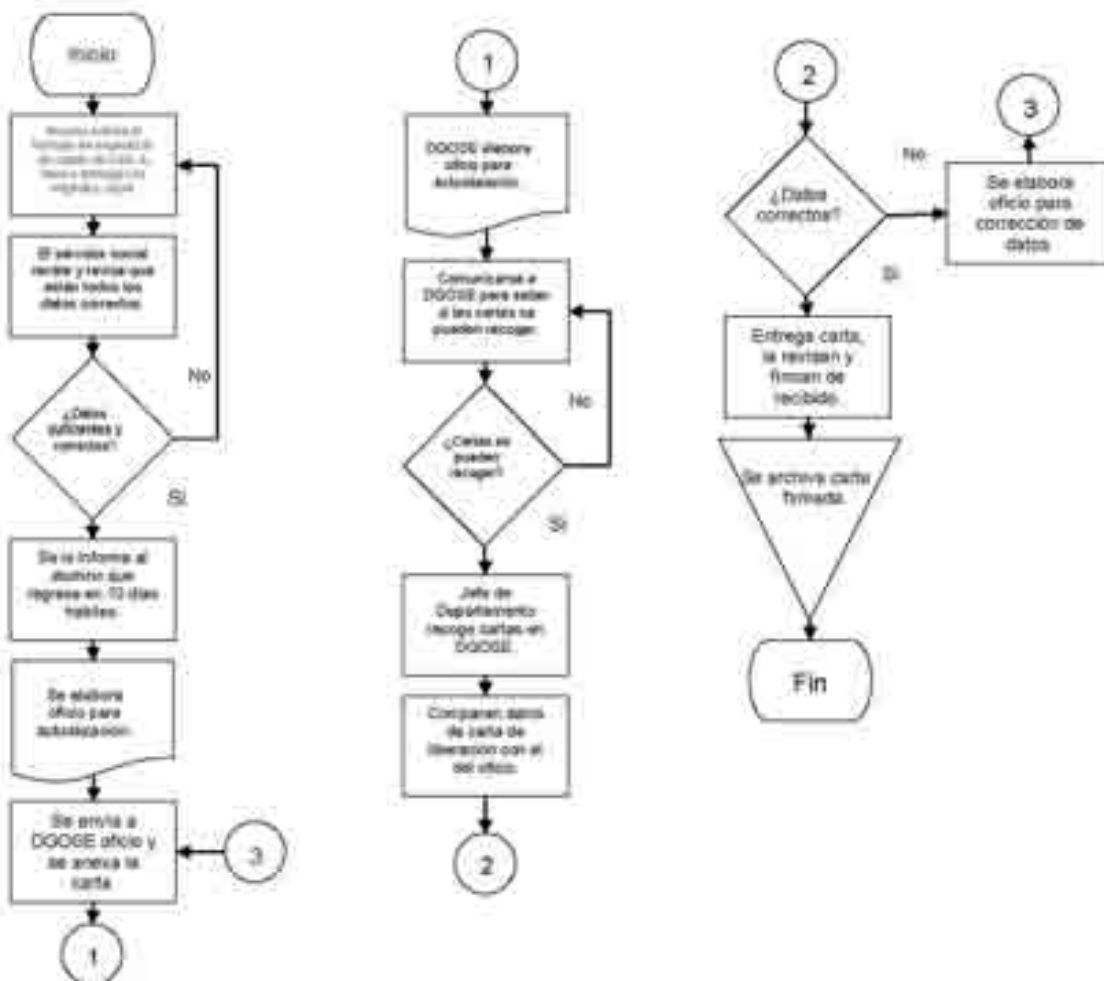 Inicio
El servidor social
recibe y revisa que
estén todos los
datos correctos.
¿Datos
suficientes y
correctos?
No
Si
Se le informa al
alumno que
regrese en 10 días
hábiles.
Se elabora
oficio para
autorización.
Se envía a
DGOSE oficio y
se anexa la
carta
3
1
1
DGOSE elabora
oficio para
Comunicarse a
DGOSE para saber
si las cartas se
pueden recoger.
No
¿Cartas se
pueden
recoger?
Si
Jefe de
Departamento
recoge cartas en
DGOSE.
Comparan datos
de carta de
liberación con el
del oficio.
2
2
¿Datos
correctos?
No
3
Se elabora
oficio para
corrección de
datos.
Si
Entrega carta,
la revisan y
firman de
recibido.
Se archiva carta
firmada.
Fin